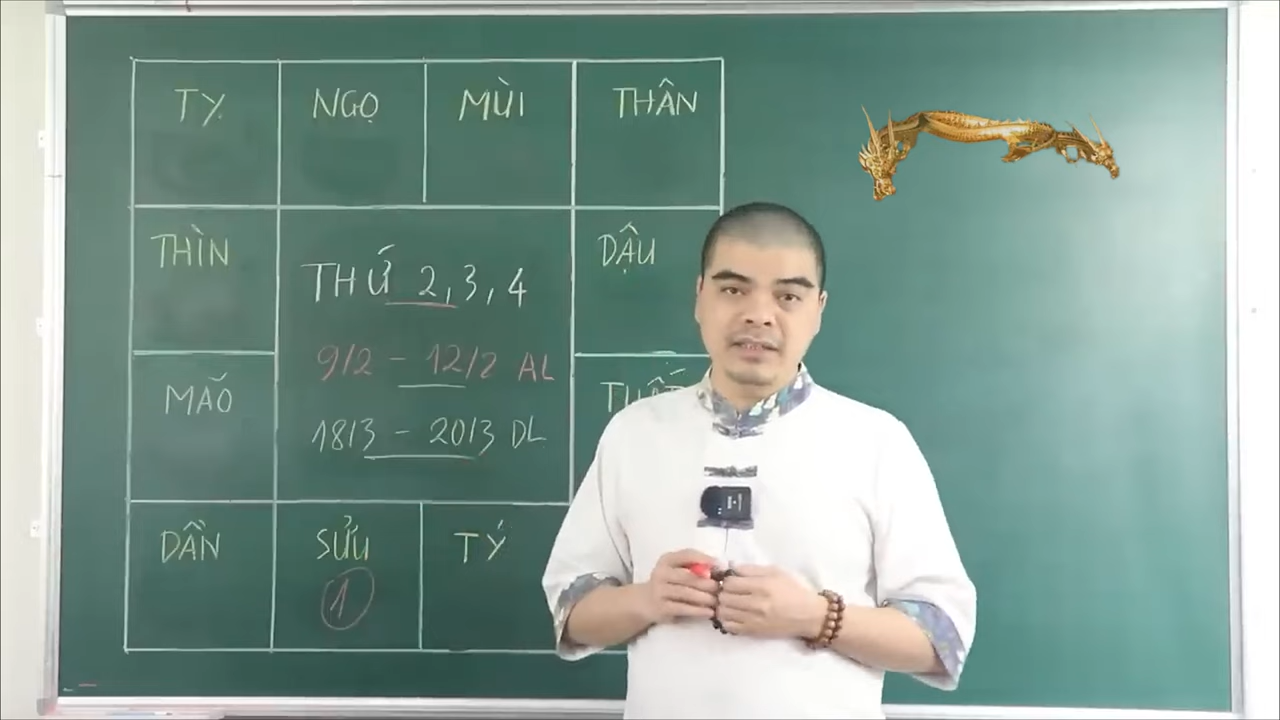 TỴ
NGỌ
MÙI
THÂN
THÌN
THỨ 2,3,4
DẬU
9/2 - 12/2 AL
MÃO
18/3 - 20/3 DL
DẦN
SỬU
TÝ
1